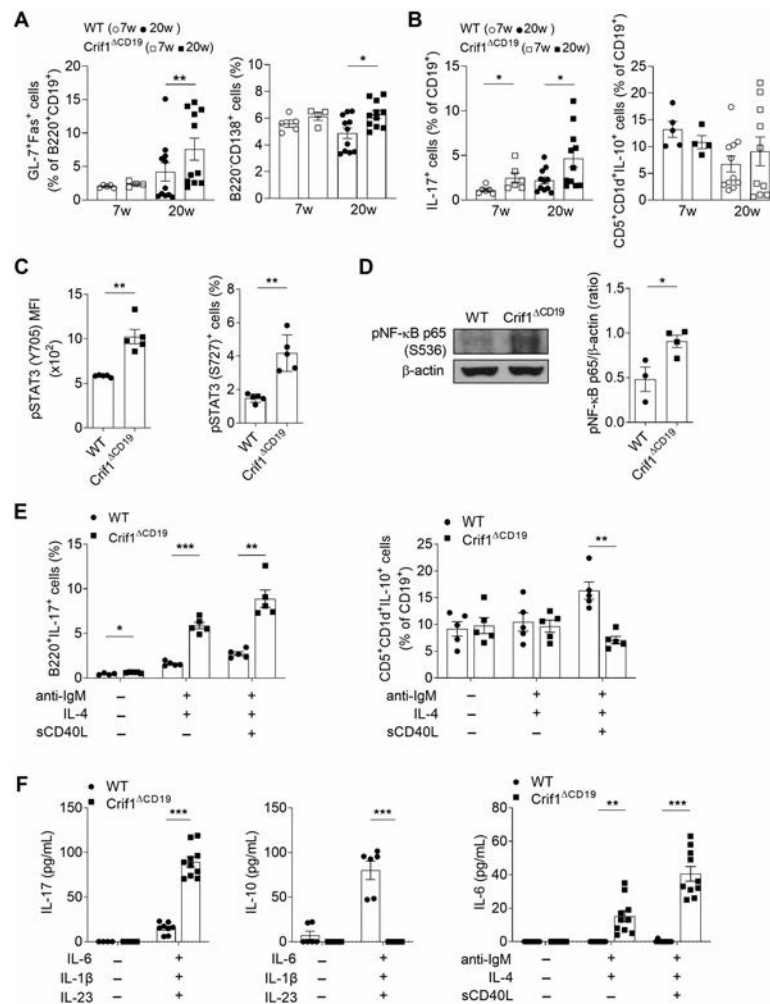 A
WT (○7w ●20w)
Crif1ΔCD19 (□7w ■20w)
GL-7+Fas+ cells
(% of B220+CD19+)
15
10
5
0
**
7w
20w
B220-CD138+ cells (%)
10
8
6
4
2
0
*
7w
20w
B
WT (○7w ●20w)
Crif1ΔCD19 (□7w ■20w)
IL-17+ cells (% of CD19+)
15
10
5
0
*
*
7w
20w
CD5+CD1d+IL-10+ cells (% of CD19+)
25
20
15
10
5
0
7w
20w
C
pSTAT3 (Y705) MFI
(x10²)
15
10
5
0
**
WT
Crif1ΔCD19
pSTAT3 (S727)+ cells (%)
8
6
4
2
0
**
WT
Crif1ΔCD19
D
WT Crif1ΔCD19
pNF-κB p65
(S536)
β-actin
pNF-κB p65/β-actin (ratio)
1.5
1.0
0.5
0.0
*
WT
Crif1ΔCD19
E
● WT
■ Crif1ΔCD19
B220+IL-17+ cells (%)
15
10
5
0
*
***
**
anti-IgM – + +
IL-4 – + +
sCD40L – – +
● WT
■ Crif1ΔCD19
CD5+CD1d+IL-10+ cells
(% of CD19+)
25
20
15
10
5
0
**
anti-IgM – + +
IL-4 – + +
sCD40L – – +
F
● WT
■ Crif1ΔCD19
IL-17 (pg/mL)
150
100
50
0
***
IL-6 – +
IL-1β – +
IL-23 – +
IL-10 (pg/mL)
150
100
50
0
***
IL-6 – +
IL-1β – +
IL-23 – +
● WT
■ Crif1ΔCD19
IL-6 (pg/mL)
80
60
40
20
0
**
***
anti-IgM – + +
IL-4 – + +
sCD40L – – +